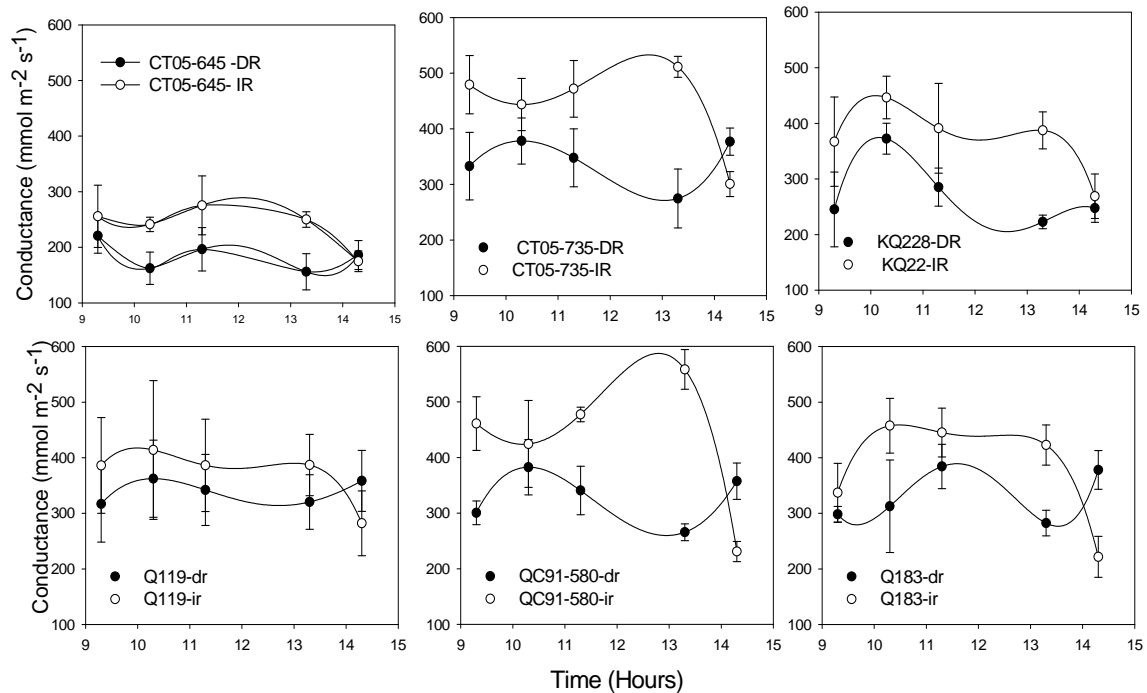 600
500
400
300
200
100
Conductance (mmol m-2 s-1)
CT05-645 -DR
CT05-645- IR
9 10 11 12 13 14 15
600
500
400
300
200
100
CT05-735-DR
CT05-735-IR
9 10 11 12 13 14 15
600
500
400
300
200
100
KQ228-DR
KQ22-IR
9 10 11 12 13 14 15
600
500
400
300
200
100
Conductance (mmol m-2 s-1)
Q119-dr
Q119-ir
9 10 11 12 13 14 15
600
500
400
300
200
100
QC91-580-dr
QC91-580-ir
9 10 11 12 13 14 15
600
500
400
300
200
100
Q183-dr
Q183-ir
9 10 11 12 13 14 15
Time (Hours)